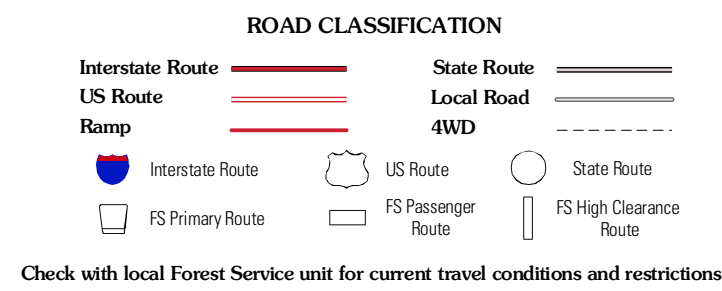 ROAD CLASSIFICATION
Interstate Route
State Route
US Route
Local Road
Ramp
4WD
Interstate Route
US Route
State Route
FS Primary Route
FS Passenger
Route
FS High Clearance
Route
Check with local Forest Service unit for current travel conditions and restrictions